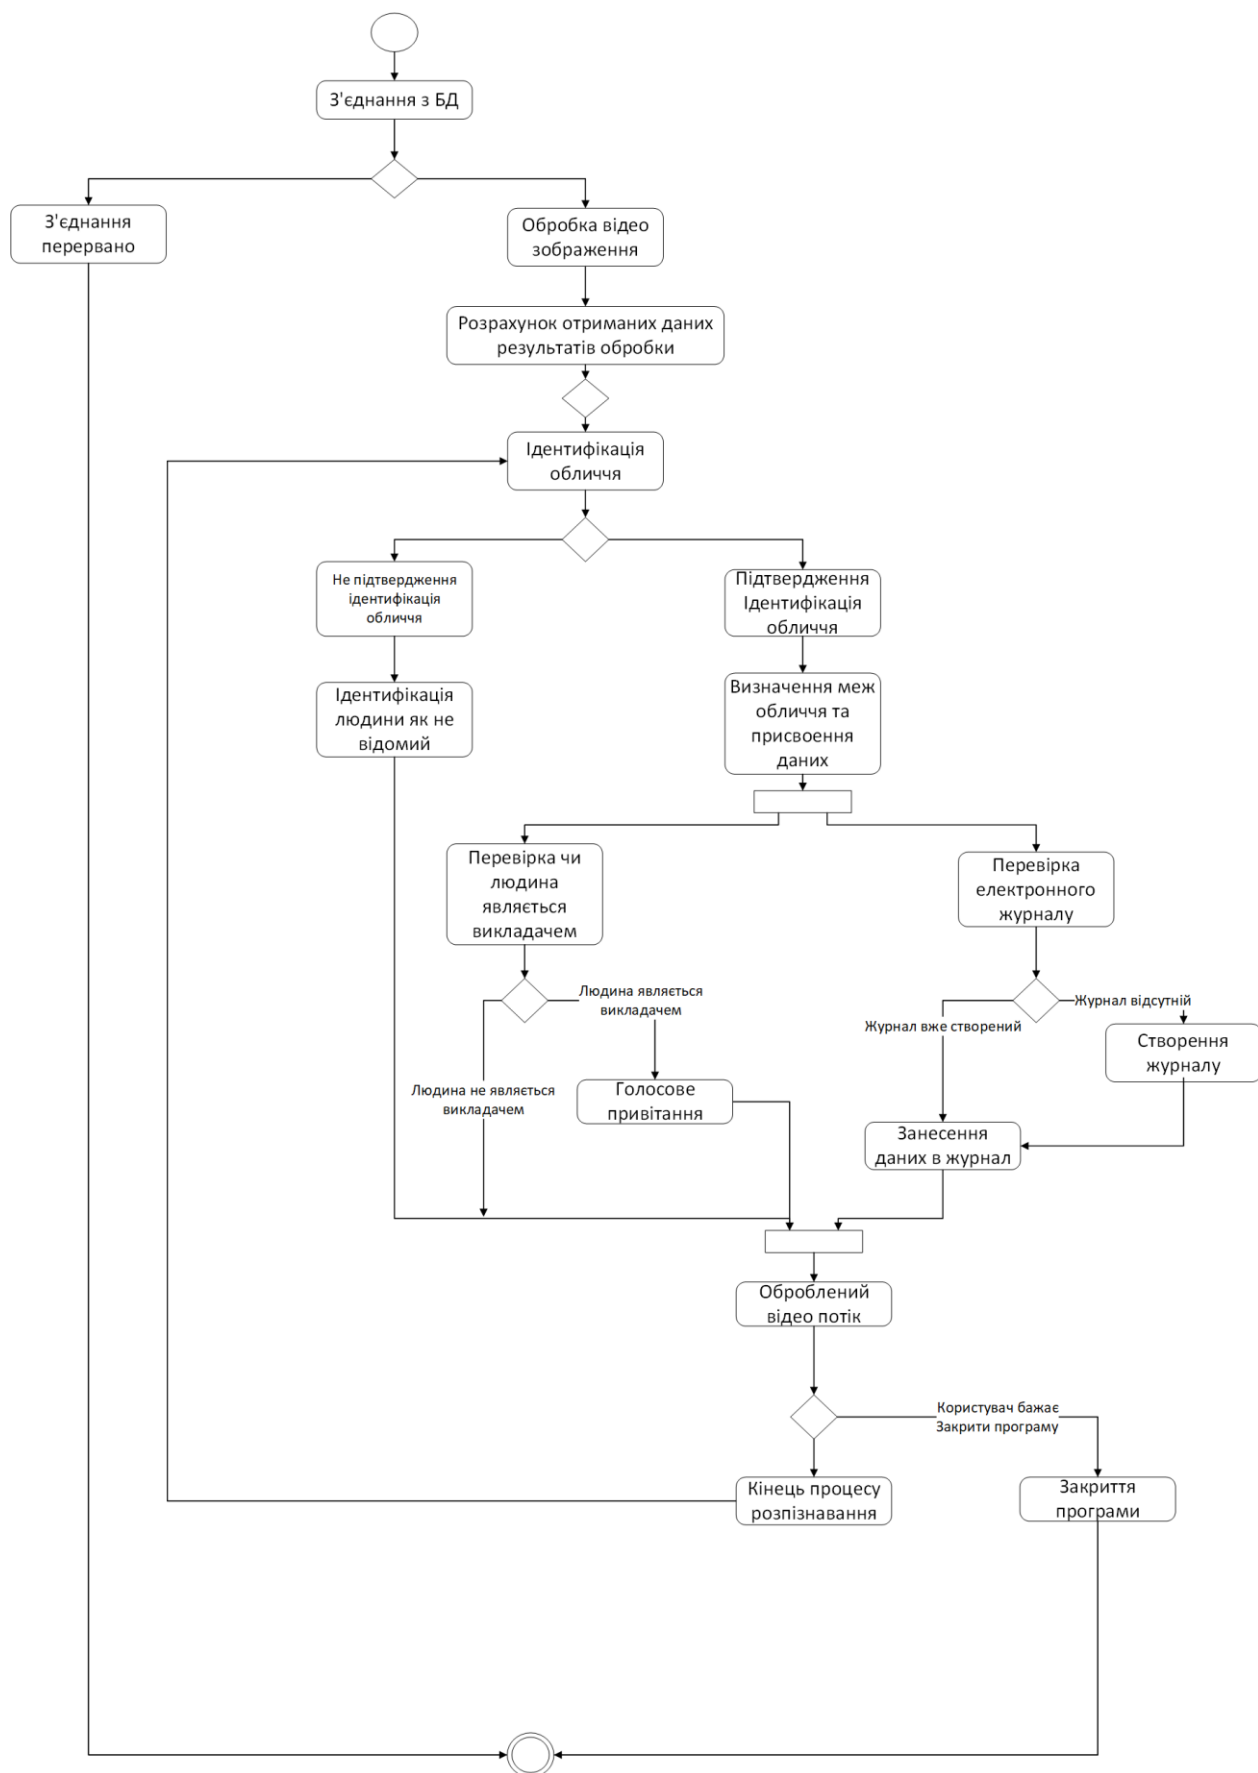 З'єднання з БД
З'єднання
перервано
Обробка відео
зображення
Розрахунок отриманих даних
результатів обробки
Ідентифікація
обличчя
Не підтвердження
ідентифікація
обличчя
Підтвердження
Ідентифікація
обличчя
Ідентифікація
людини як не
відомий
Визначення меж
обличчя та
присвоення
даних
Перевірка чи
людина
являється
викладачем
Перевірка
електронного
журналу
Людина являється
викладачем
Журнал відсутній
Журнал вже створений
Створення
журналу
Людина не являється
викладачем
Голосове
привітання
Занесення
даних в журнал
Оброблений
відео потік
Користувач бажає
Закрити програму
Кінець процесу
розпізнавання
Закриття
програми